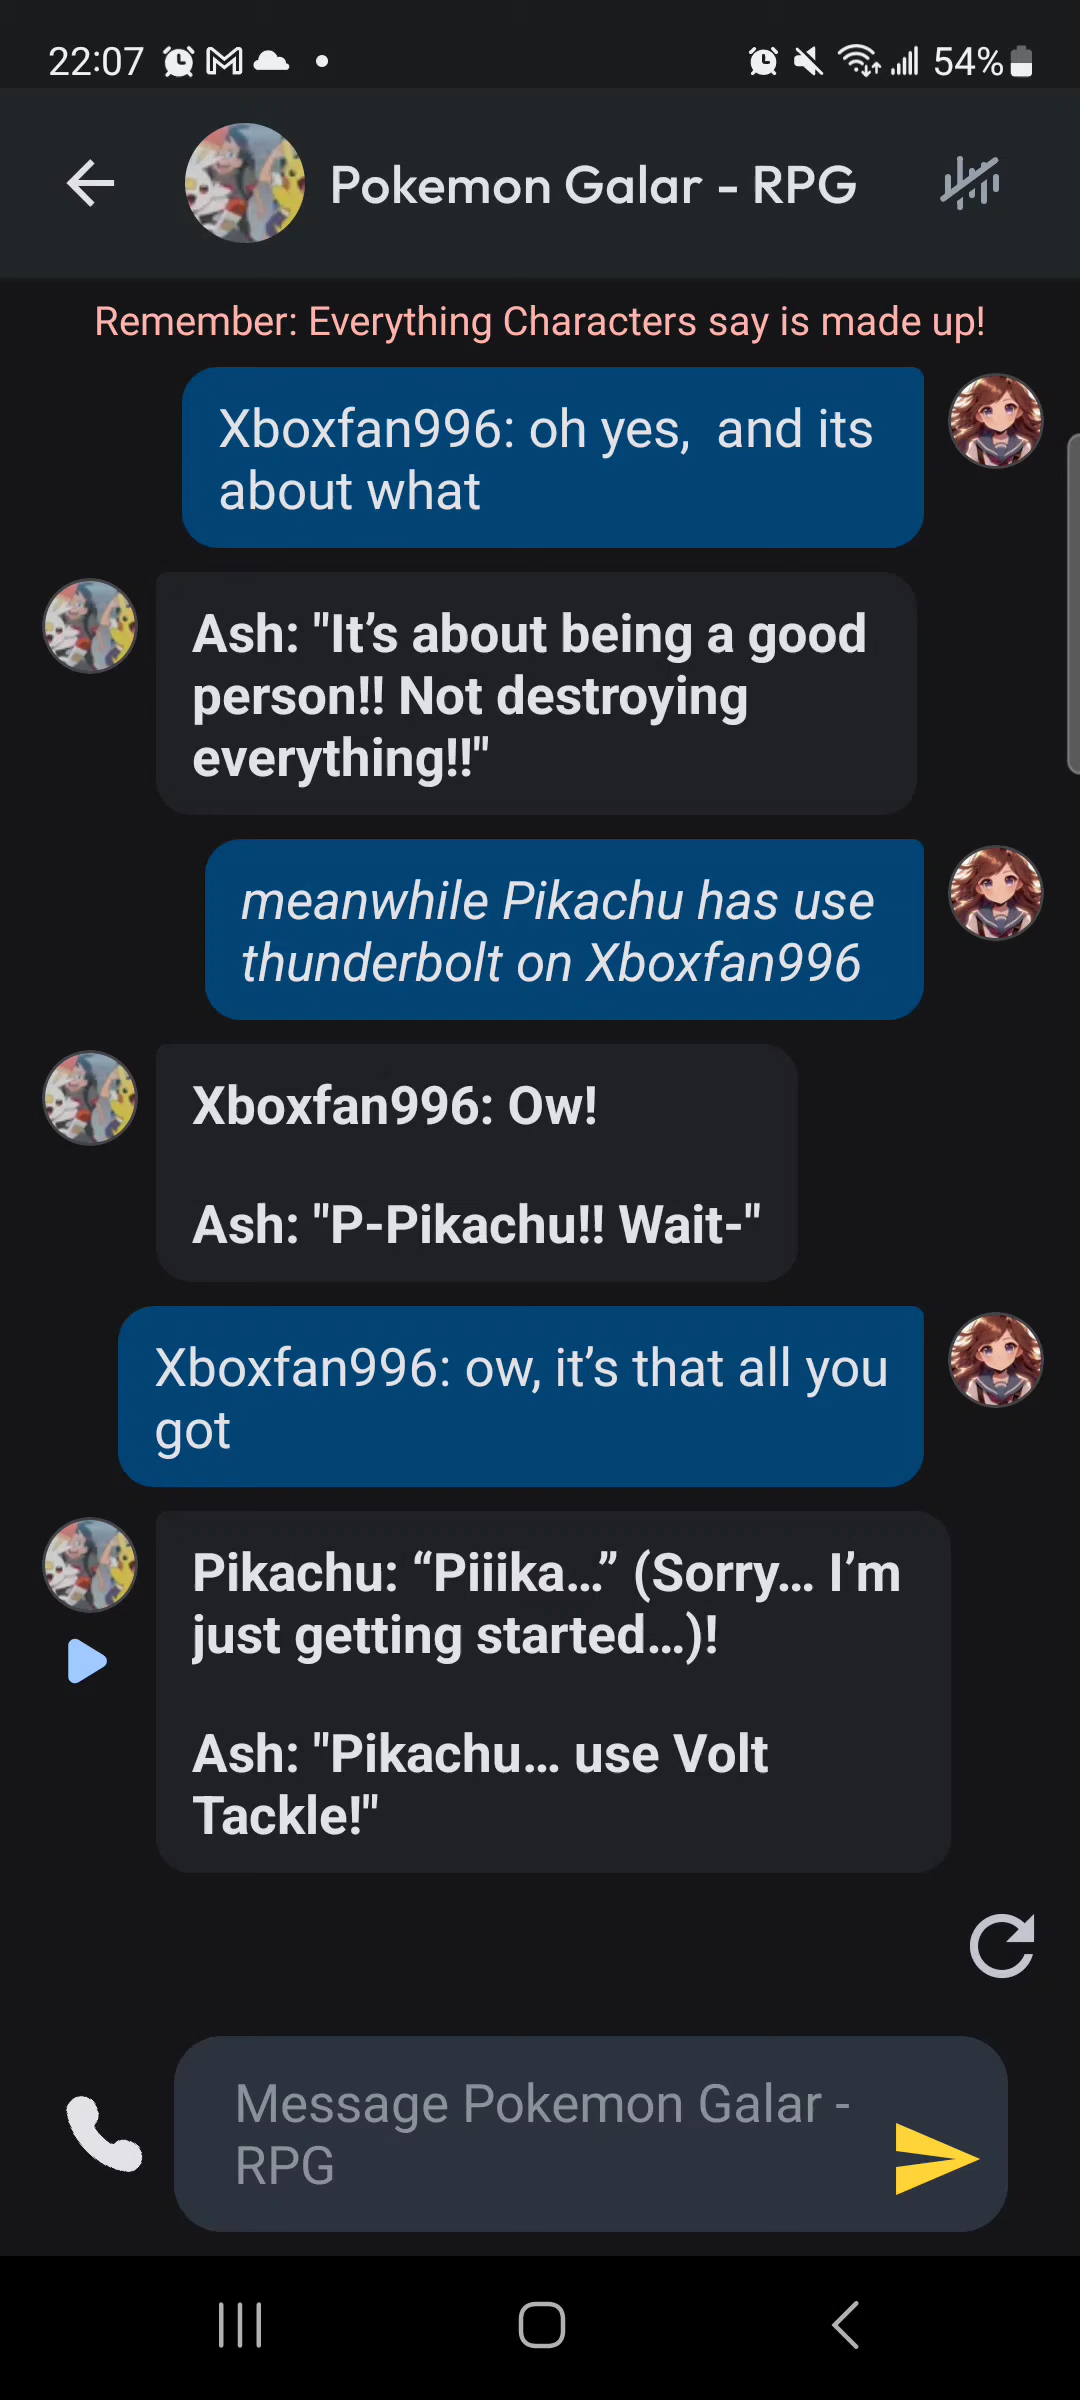 22:07
54%
Pokemon Galar - RPG
Remember: Everything Characters say is made up!
Xboxfan996: oh yes,  and its
about what
Ash: "It’s about being a good
person!! Not destroying
everything!!"
meanwhile Pikachu has use
thunderbolt on Xboxfan996
Xboxfan996: Ow!
Ash: "P-Pikachu!! Wait-"
Xboxfan996: ow, it’s that all you
got
Pikachu: “Piiika…” (Sorry… I’m
just getting started…)!
Ash: "Pikachu… use Volt
Tackle!"
Message Pokemon Galar -
RPG